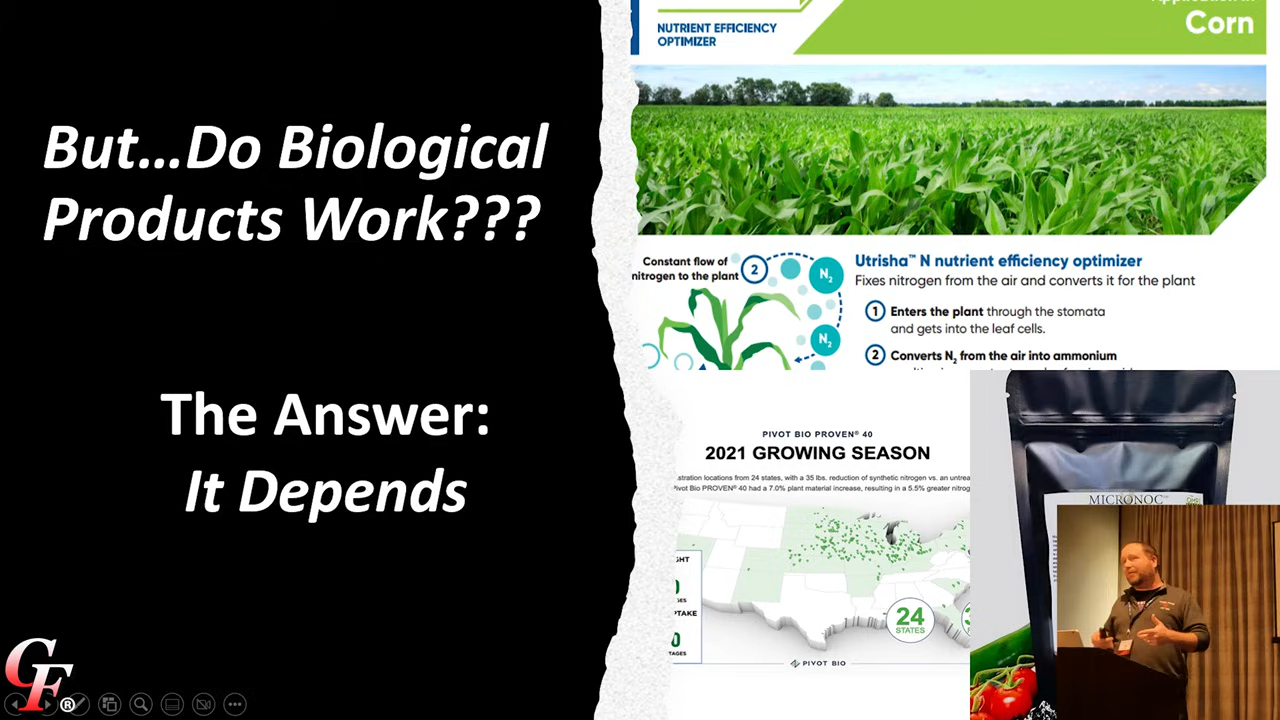 But...Do Biological
Products Work???
The Answer:
It Depends
CF®
NUTRIENT EFFICIENCY
OPTIMIZER
Corn
Constant flow of
nitrogen to the plant
2
N2
N2
Utrisha™ N nutrient efficiency optimizer
Fixes nitrogen from the air and converts it for the plant
1 Enters the plant through the stomata
and gets into the leaf cells.
2 Converts N2 from the air into ammonium
PIVOT BIO PROVEN® 40
2021 GROWING SEASON
locations from 24 states, with a 35 lbs. reduction of synthetic nitrogen vs. an
Pivot Bio PROVEN® 40 had a 7.0% plant material increase, resulting in a 5.5% greater
24
STATES
PIVOT BIO
MICRONOC